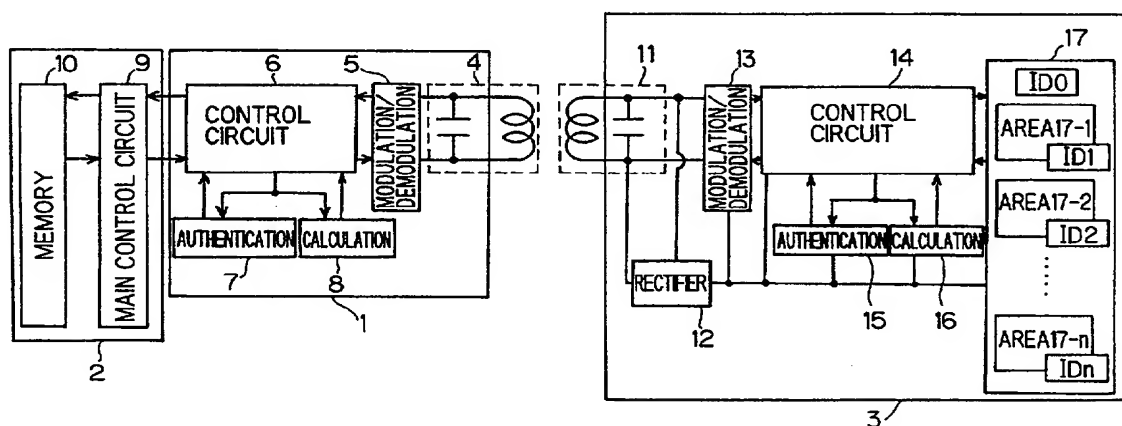 10
9
6
5
4
11
13
14
17
MEMORY
MAIN CONTROL CIRCUIT
CONTROL
CIRCUIT
MODULATION/
DEMODULATION
AUTHENTICATION
CALCULATION
7
8
1
2
MODULATION/
DEMODULATION
CONTROL
CIRCUIT
AUTHENTICATION
CALCULATION
RECTIFIER
12
15
16
ID0
AREA17-1
ID1
AREA17-2
ID2
AREA17-n
IDn
3